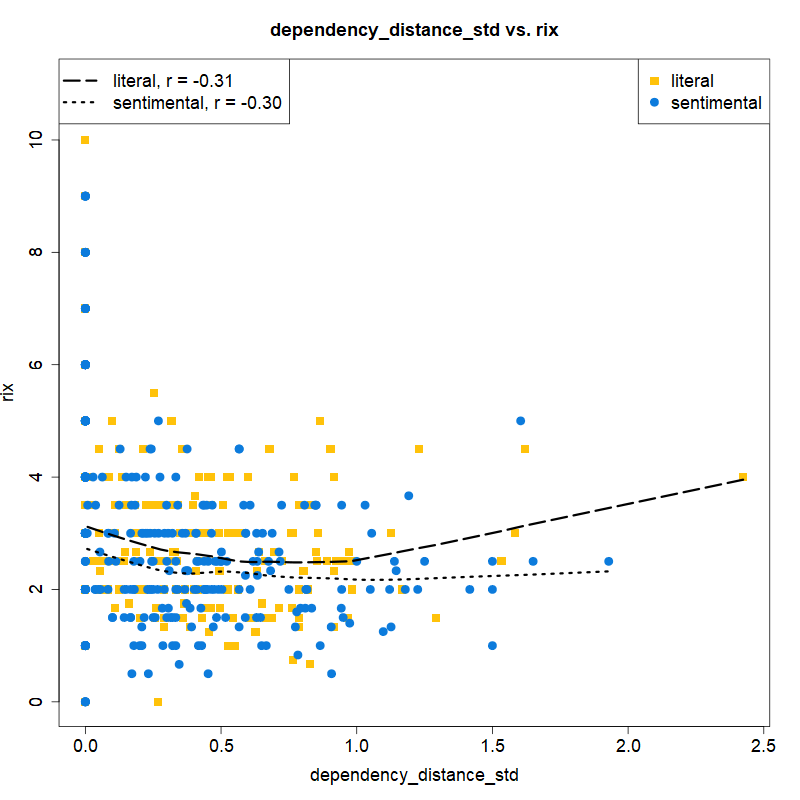 dependency_distance_std vs. rix
literal, r = -0.31
sentimental, r = -0.30
literal
sentimental
rix
0
2
4
6
8
10
0.0
0.5
1.0
1.5
2.0
2.5
dependency_distance_std